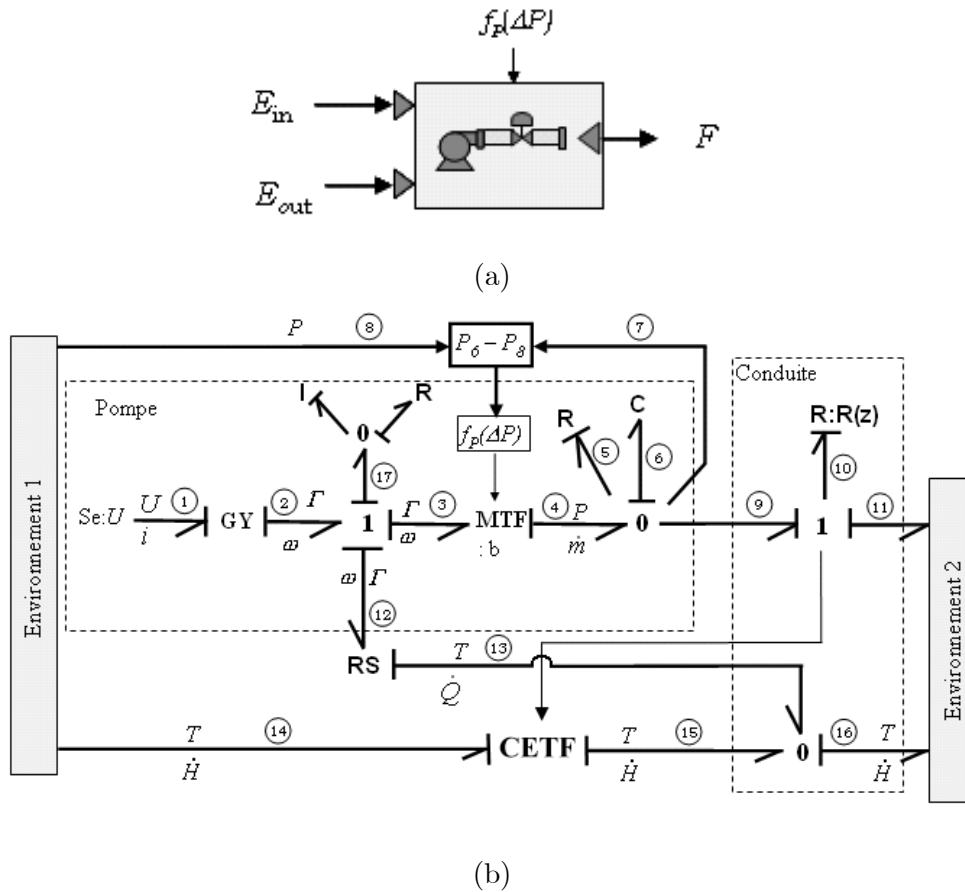 f_p(ΔP)
E_in
E_out
F
(a)
P ⑧ ⑦
P_6 – P_8
Conduite
Pompe
I R
0
f_p(ΔP)
R C
R:R(z)
⑤ ⑥ ⑩
⑰
Se:U U i ① GY ② Γ ω 1 Γ ω ③ MTF : b ④ P ṁ 0 ⑨ 1 ⑪
ω Γ
⑫
RS
T ⑬
Q̇
T ⑭
Ḣ
CETF
T ⑮
Ḣ
0
⑯ T
Ḣ
Environnement 1
Environnement 2
(b)